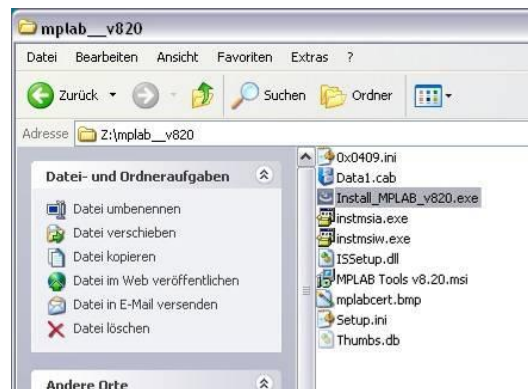 mplab__v820
Datei Bearbeiten Ansicht Favoriten Extras ?
Zurück Suchen Ordner
Adresse Z:\mplab__v820
Datei- und Ordneraufgaben
Datei umbenennen
Datei verschieben
Datei kopieren
Datei im Web veröffentlichen
Datei in E-Mail versenden
Datei löschen
Andere Orte
0x0409.ini
Data1.cab
Install_MPLAB_v820.exe
instmsia.exe
instmsiw.exe
ISSetup.dll
MPLAB Tools v8.20.msi
mplabcert.bmp
Setup.ini
Thumbs.db